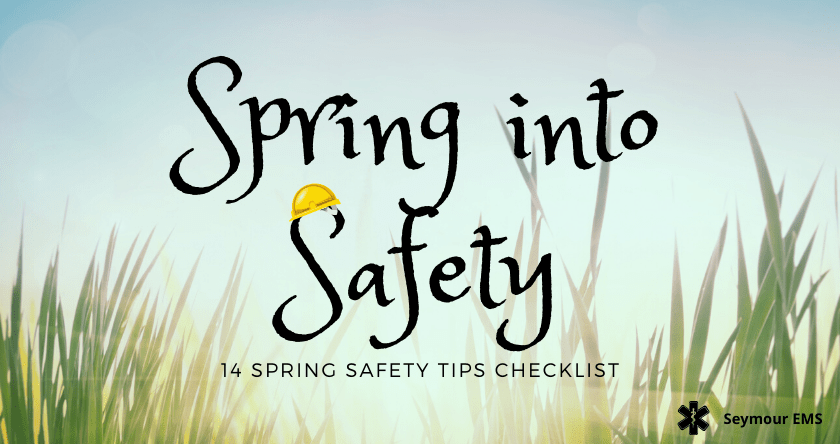 Spring into
Safety
14 SPRING SAFETY TIPS CHECKLIST
Seymour EMS